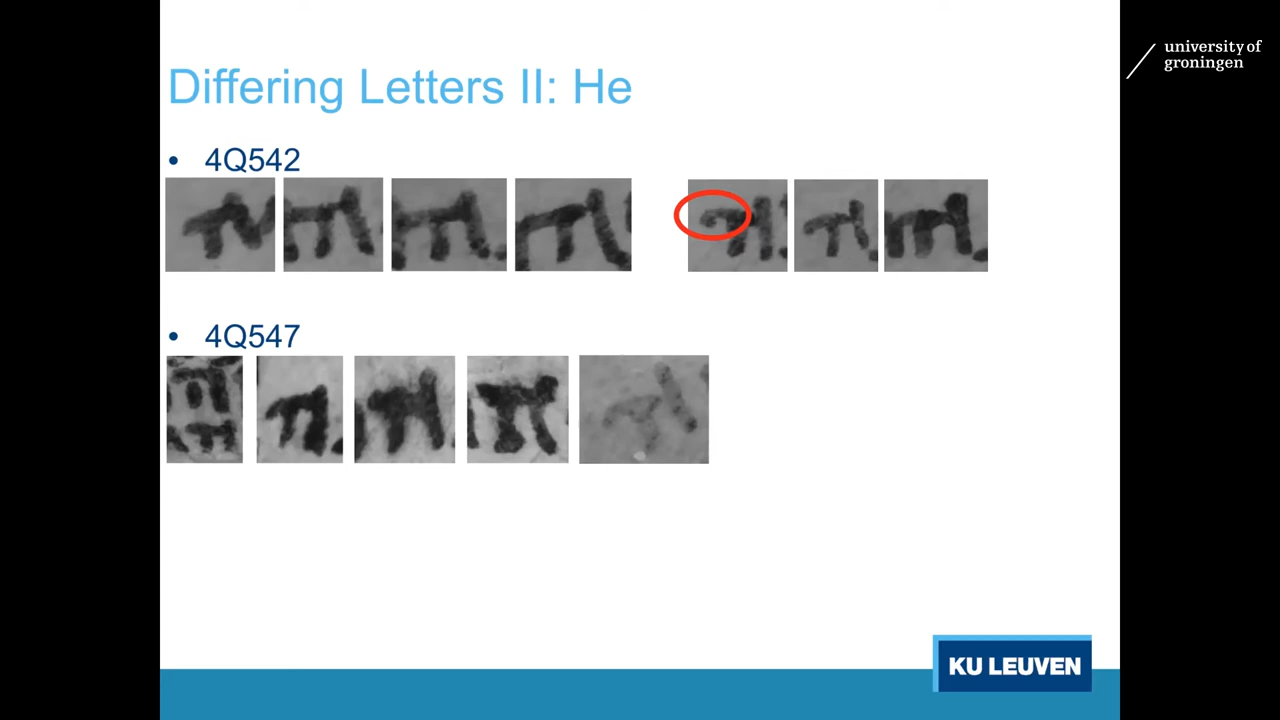 Differing Letters II: He
university of
groningen
• 4Q542
• 4Q547
KU LEUVEN